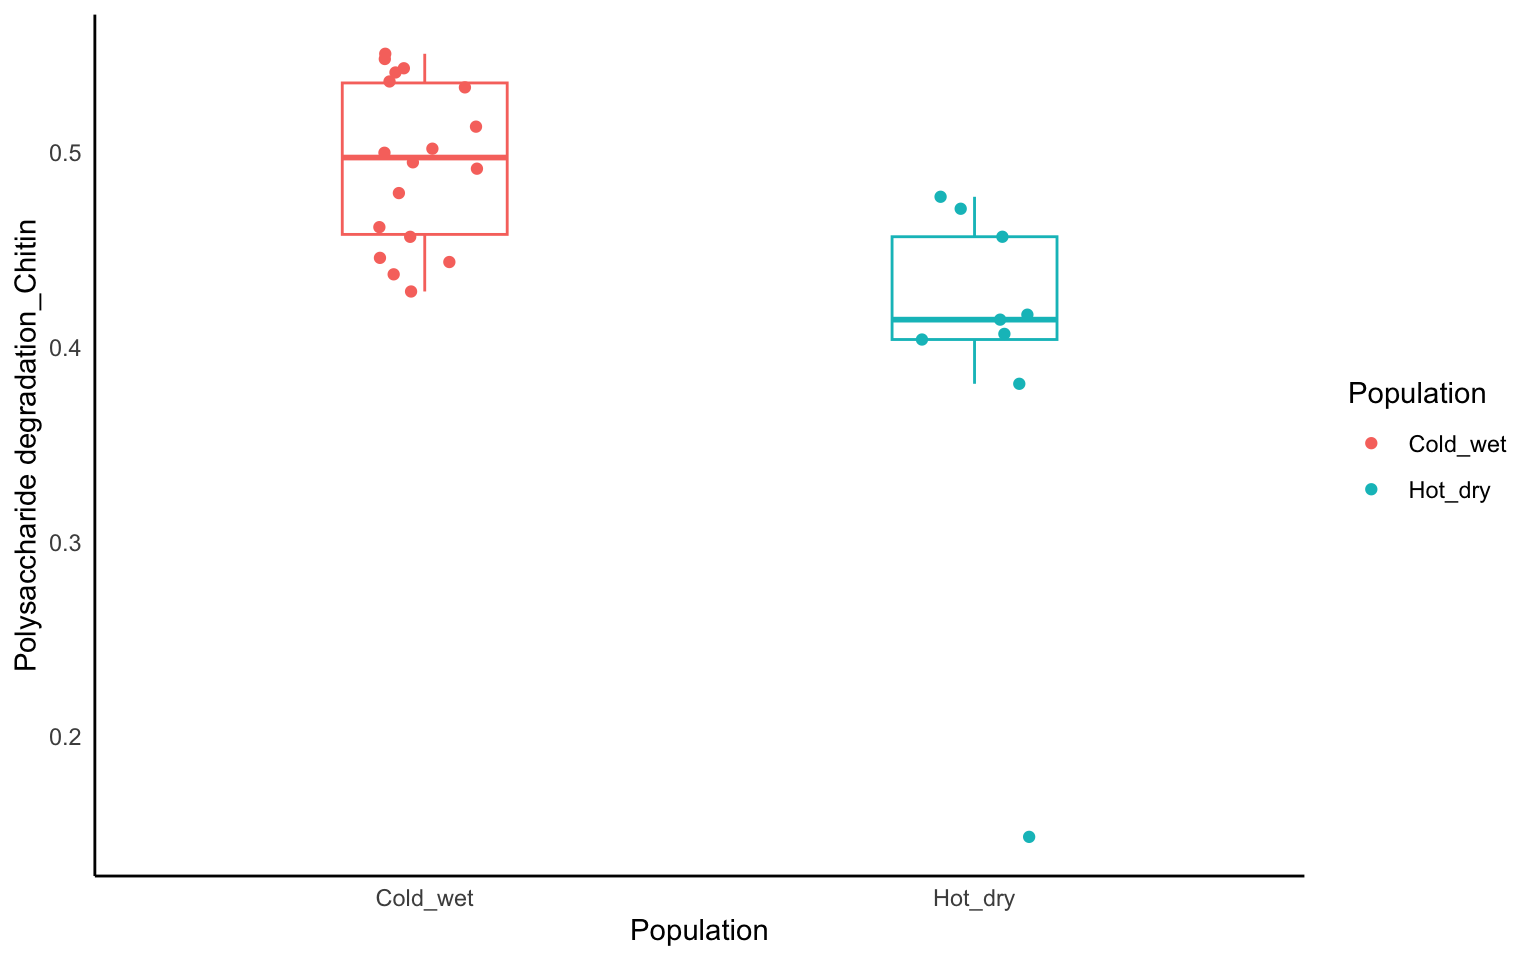 Polysaccharide degradation_Chitin
0.5
0.4
0.3
0.2
Cold_wet
Hot_dry
Population
Population
Cold_wet
Hot_dry